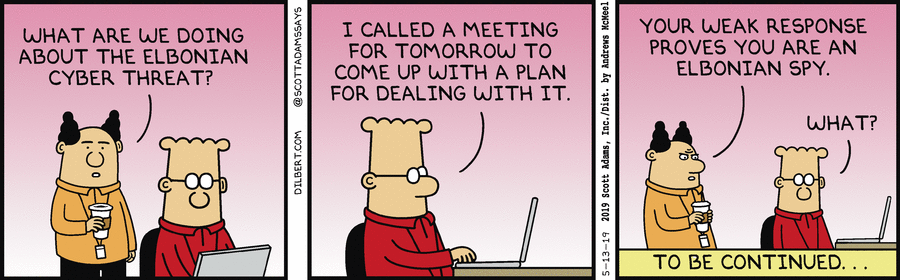 WHAT ARE WE DOING
ABOUT THE ELBONIAN
CYBER THREAT?
DILBERT.COM
@SCOTTADAMSSAYS
I CALLED A MEETING
FOR TOMORROW TO
COME UP WITH A PLAN
FOR DEALING WITH IT.
5-13-19 2019 Scott Adams, Inc./Dist. by Andrews McMeel
YOUR WEAK RESPONSE
PROVES YOU ARE AN
ELBONIAN SPY.
WHAT?
TO BE CONTINUED...